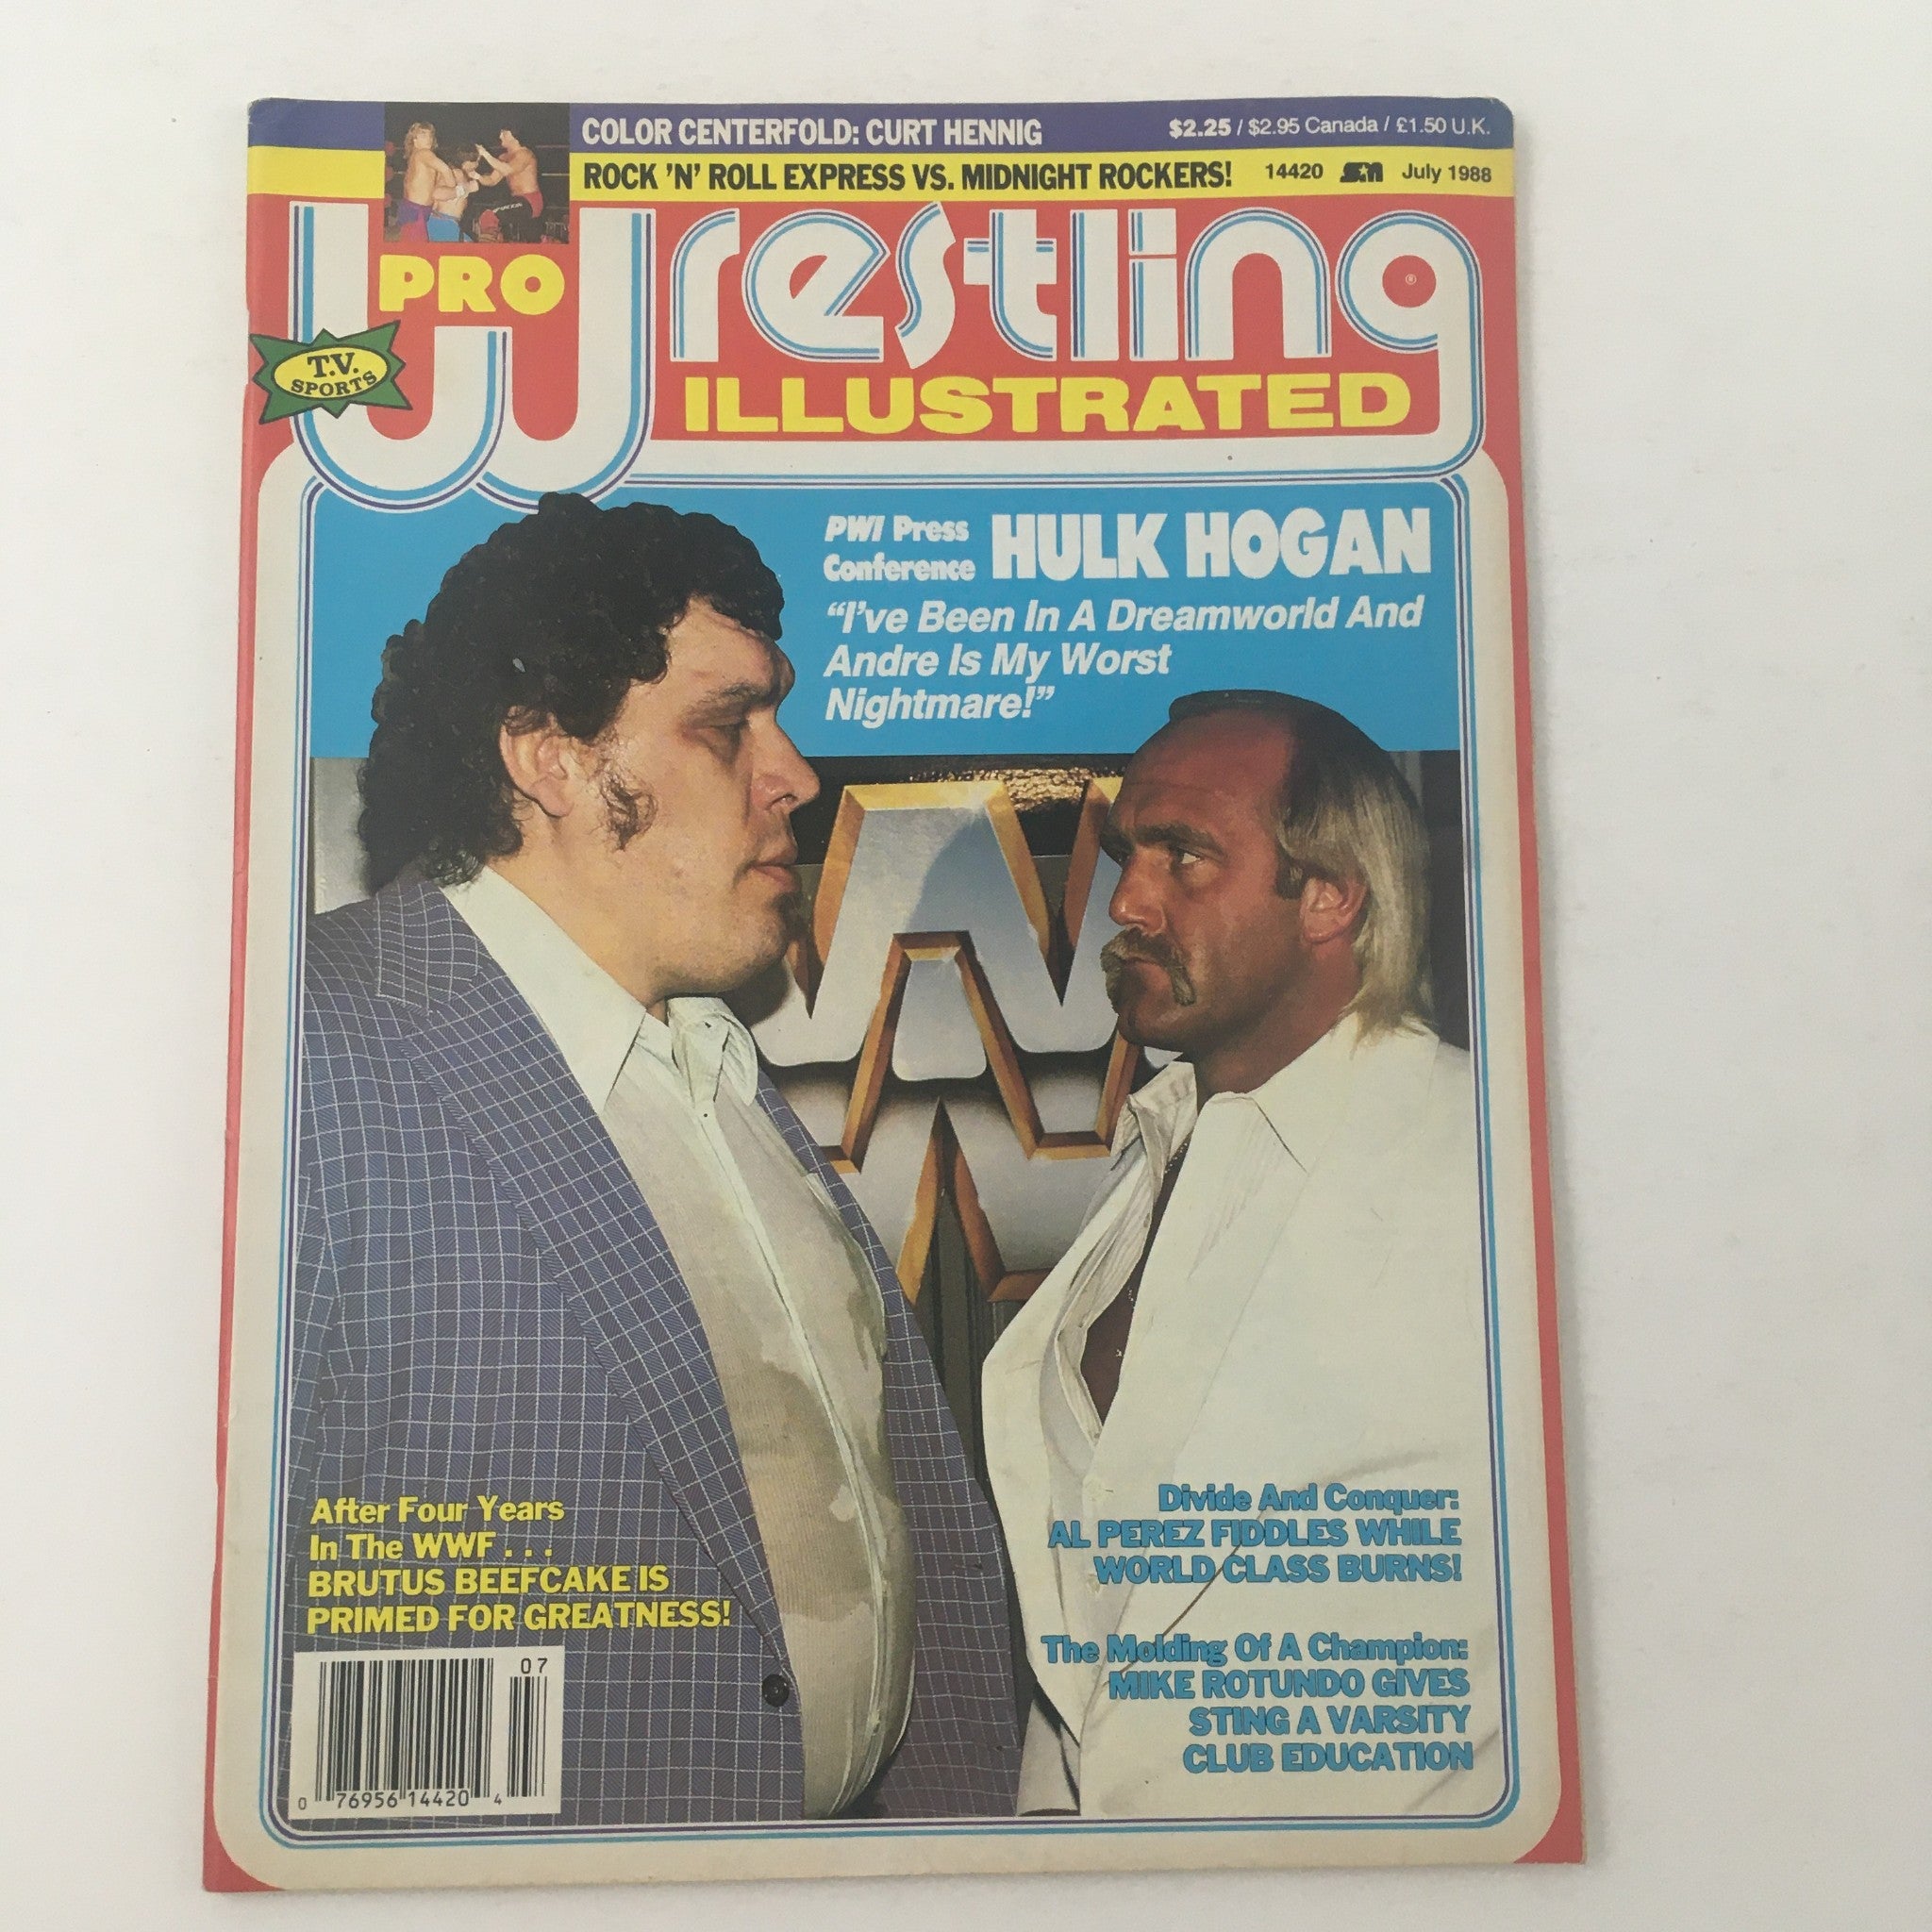 COLOR CENTERFOLD: CURT HENNIG
$2.25 / $2.95 Canada / £1.50 U.K.
ROCK 'N' ROLL EXPRESS VS. MIDNIGHT ROCKERS!
14420 July 1988
PRO
Wrestling
®
T.V.
SPORTS
ILLUSTRATED
PWI Press
Conference
HULK HOGAN
"I've Been In A Dreamworld And
Andre Is My Worst
Nightmare!"
After Four Years
In The WWF . . .
BRUTUS BEEFCAKE IS
PRIMED FOR GREATNESS!
Divide And Conquer:
AL PEREZ FIDDLES WHILE
WORLD CLASS BURNS!
The Molding Of A Champion:
MIKE ROTUNDO GIVES
STING A VARSITY
CLUB EDUCATION
07
0 76956 14420 4